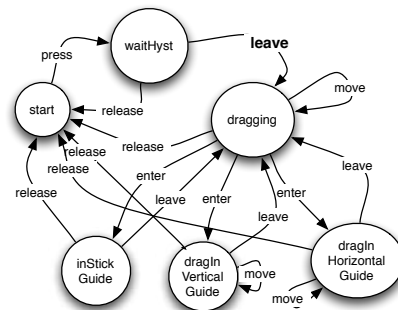 waitHyst
leave
press
move
start
release
dragging
release
release
release
release
enter
leave
enter
leave
enter
leave
inStick
Guide
dragIn
Vertical
Guide
move
dragIn
Horizontal
Guide
move